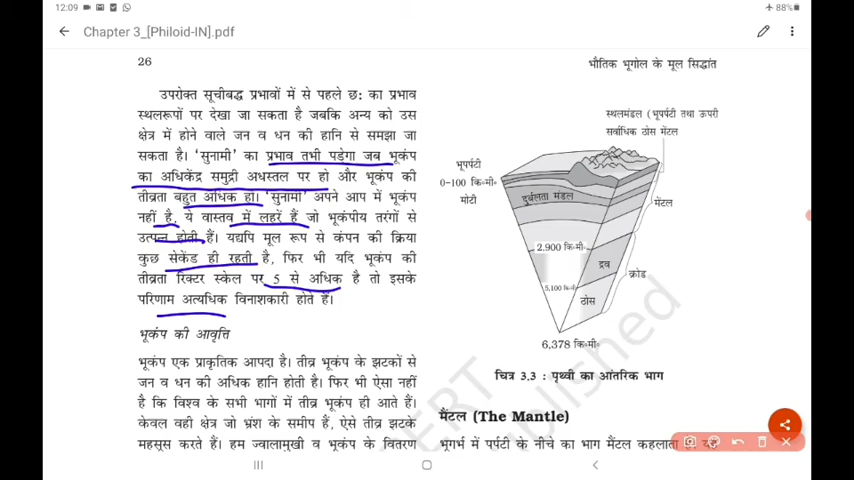 12:09
88%
Chapter 3_[Philoid-IN].pdf
26
भौतिक भूगोल के मूल सिद्धांत
उपरोक्त सूचीबद्ध प्रभावों में से पहले छ: का प्रभाव
स्थलरूपों पर देखा जा सकता है जबकि अन्य को उस
क्षेत्र में होने वाले जन व धन की हानि से समझा जा
सकता है। 'सुनामी' का प्रभाव तभी पड़ेगा जब भूकंप
का अधिकेंद्र समुद्री अधस्तल पर हो और भूकंप की
तीव्रता बहुत अधिक हो। 'सुनामी' अपने आप में भूकंप
नहीं है, ये वास्तव में लहरें हैं जो भूकंपीय तरंगों से
उत्पन्न होती हैं। यद्यपि मूल रूप से कंपन की क्रिया
कुछ सेकेंड ही रहती है, फिर भी यदि भूकंप की
तीव्रता रिक्टर स्केल पर 5 से अधिक है तो इसके
परिणाम अत्यधिक विनाशकारी होते हैं।
भूकंप की आवृत्ति
भूकंप एक प्राकृतिक आपदा है। तीव्र भूकंप के झटकों से
जन व धन की अधिक हानि होती है। फिर भी ऐसा नहीं
है कि विश्व के सभी भागों में तीव्र भूकंप ही आते हैं।
केवल वही क्षेत्र जो भ्रंश के समीप हैं, ऐसे तीव्र झटके
महसूस करते हैं। हम ज्वालामुखी व भूकंप के वितरण
स्थलमंडल (भूपर्पटी तथा ऊपरी
सर्वाधिक ठोस मेंटल
भूपर्पटी
0-100 कि॰मी॰
मोटी
दुर्बलता मंडल
मेंटल
2,900 कि॰मी॰
द्रव
क्रोड
5,100 कि॰मी॰
ठोस
6,378 कि॰मी॰
चित्र 3.3 : पृथ्वी का आंतरिक भाग
मैंटल (The Mantle)
भूगर्भ में पर्पटी के नीचे का भाग मैंटल कहलाता है। यह